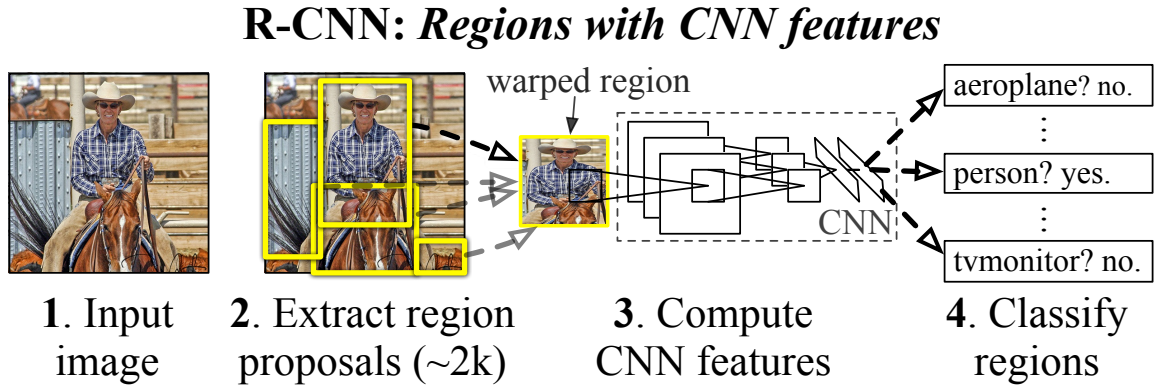 R-CNN: Regions with CNN features
warped region
aeroplane? no.
⋮
person? yes.
⋮
tvmonitor? no.
CNN
1. Input
image
2. Extract region
proposals (~2k)
3. Compute
CNN features
4. Classify
regions